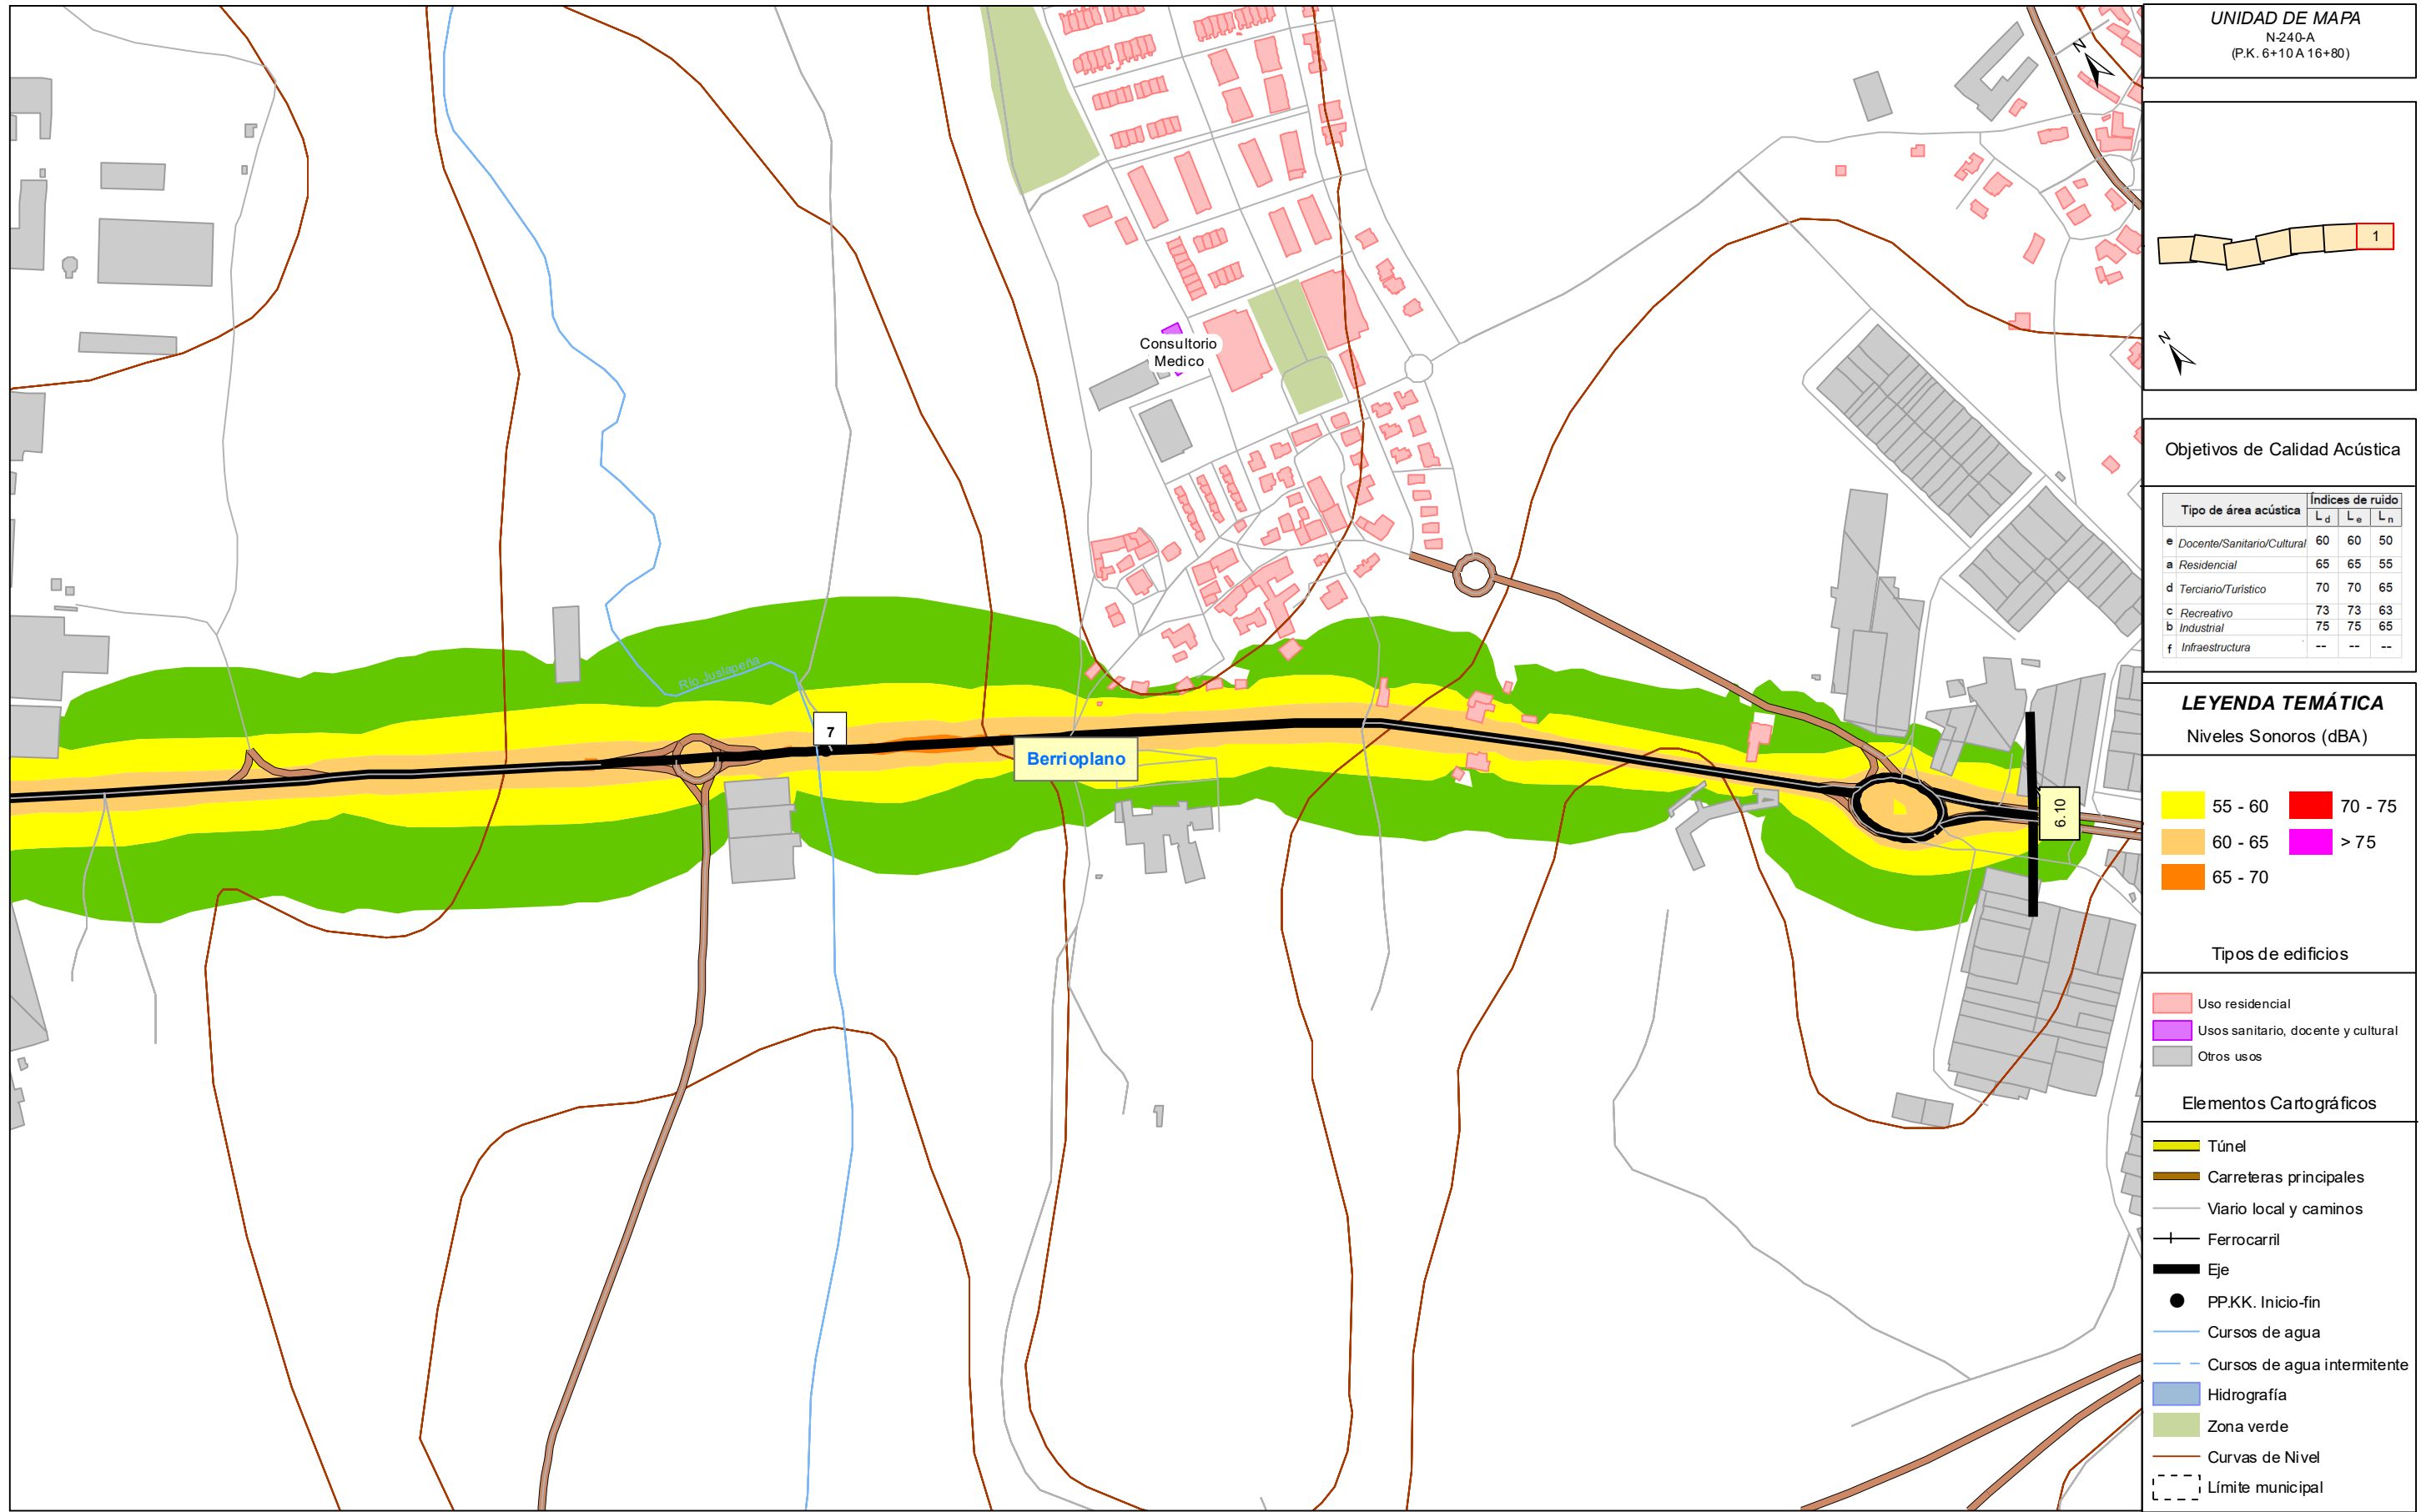 Consultorio
Medico
Río Juslapeña
7
Berrioplano
6.10
N
UNIDAD DE MAPA
N-240-A
(P.K. 6+10 A 16+80)
1
N
Objetivos de Calidad Acústica
Tipo de área acústica Índices de ruido
L d L e L n
e Docente/Sanitario/Cultural 60 60 50
a Residencial 65 65 55
d Terciario/Turístico 70 70 65
c Recreativo 73 73 63
b Industrial 75 75 65
f Infraestructura -- -- --
LEYENDA TEMÁTICA
Niveles Sonoros (dBA)
55 - 60 70 - 75
60 - 65 > 75
65 - 70
Tipos de edificios
Uso residencial
Usos sanitario, docente y cultural
Otros usos
Elementos Cartográficos
Túnel
Carreteras principales
Viario local y caminos
Ferrocarril
Eje
PP.KK. Inicio-fin
Cursos de agua
Cursos de agua intermitente
Hidrografía
Zona verde
Curvas de Nivel
Límite municipal